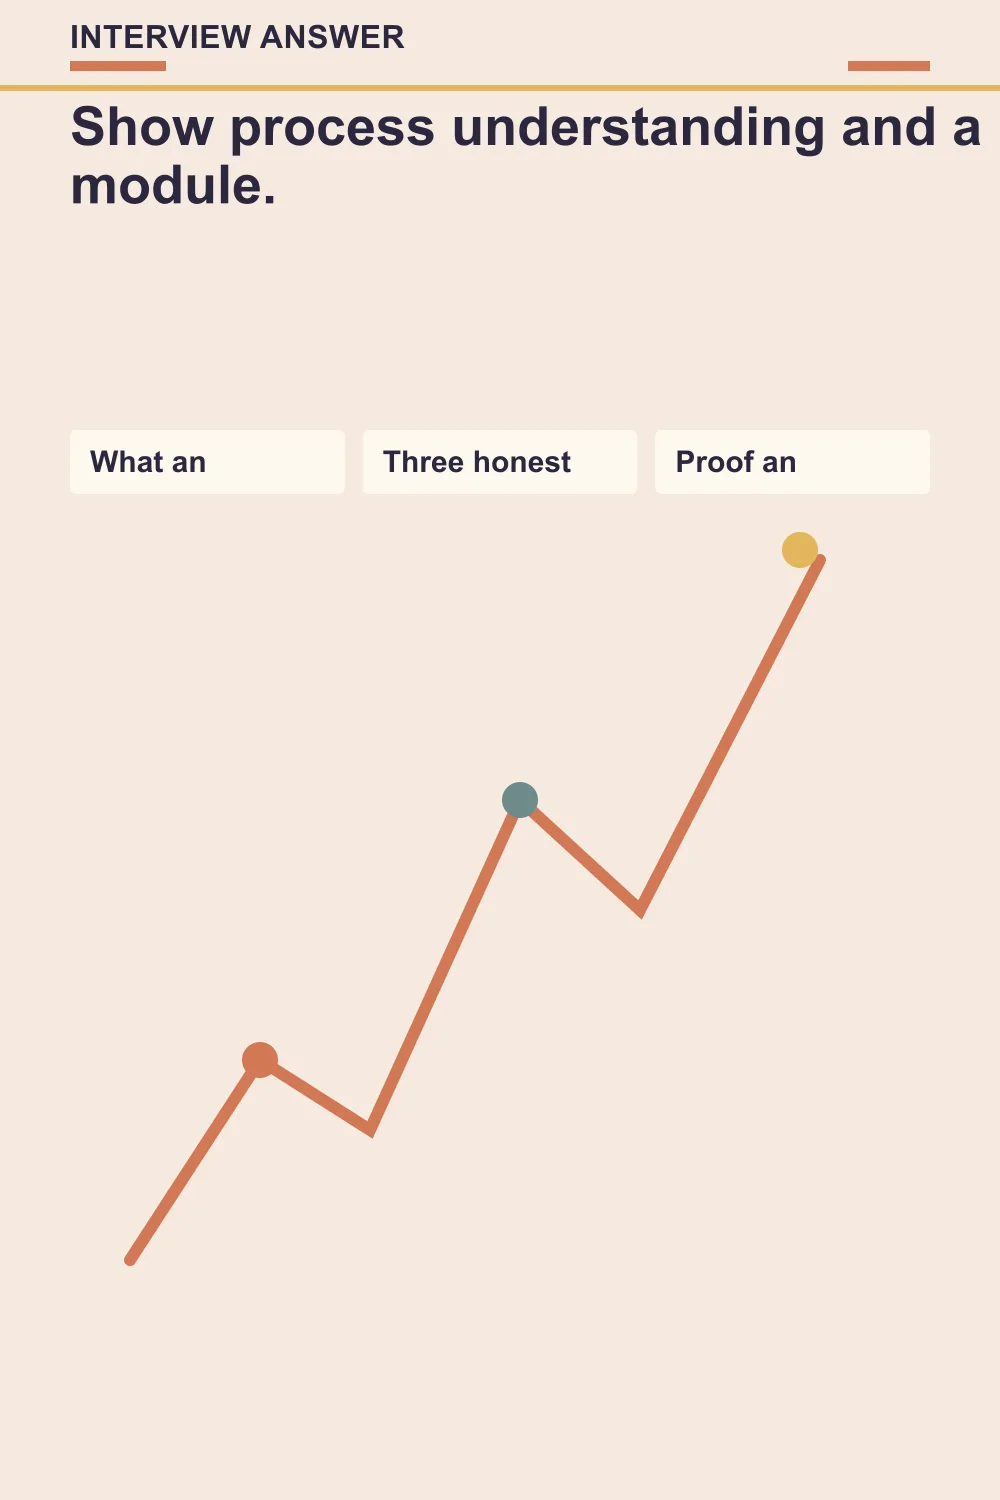 INTERVIEW ANSWER
Show process understanding and a
module.
What an
Three honest
Proof an